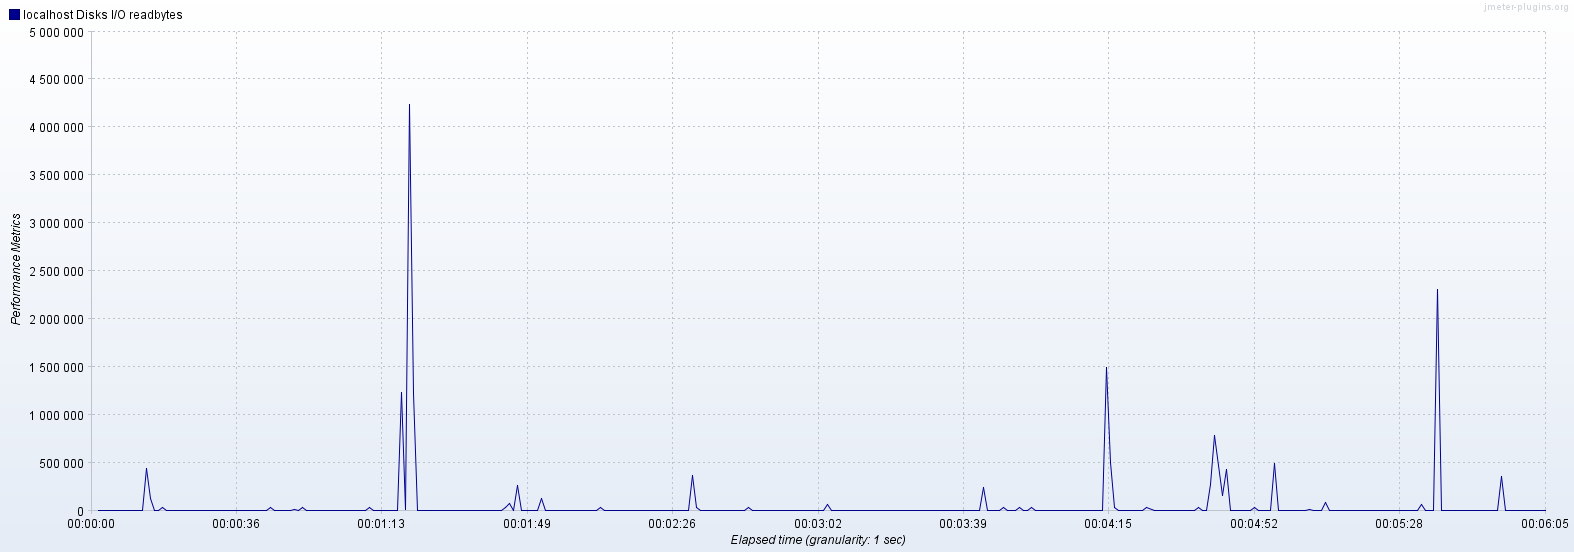 localhost Disks I/O readbytes
jmeter-plugins.org
5 000 000
4 500 000
4 000 000
3 500 000
3 000 000
2 500 000
2 000 000
1 500 000
1 000 000
500 000
0
Performance Metrics
00:00:00 00:00:36 00:01:13 00:01:49 00:02:26 00:03:02 00:03:39 00:04:15 00:04:52 00:05:28 00:06:05
Elapsed time (granularity: 1 sec)